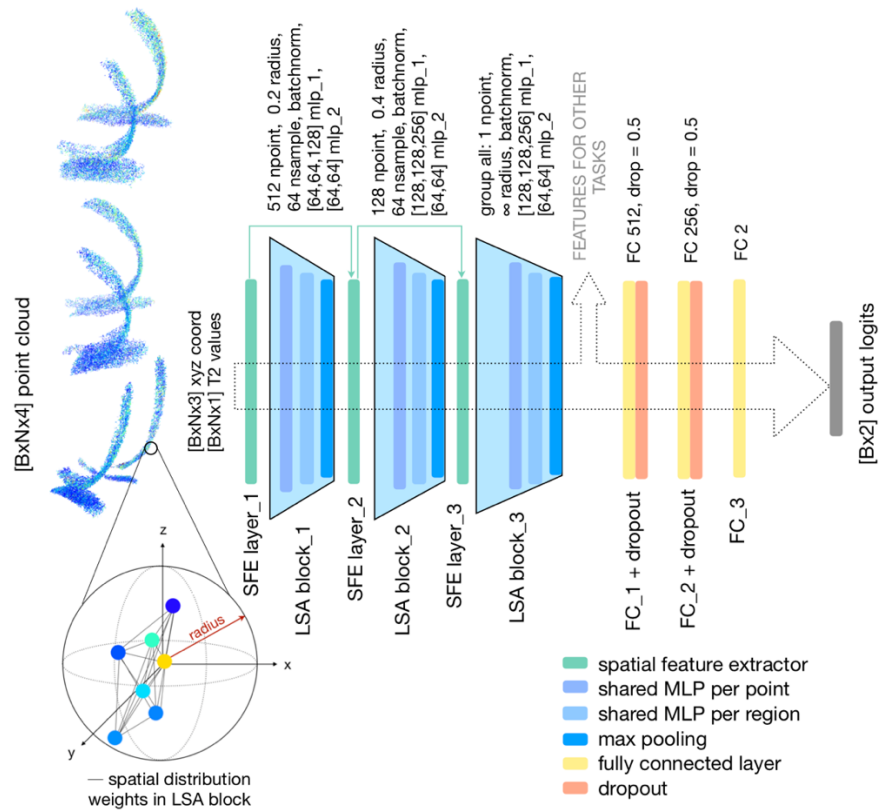 [BxNx4] point cloud
512 npoint, 0.2 radius,
64 nsample, batchnorm,
[64,64,128] mlp_1,
[64,64] mlp_2
128 npoint, 0.4 radius,
64 nsample, batchnorm,
[128,128,256] mlp_1,
[64,64] mlp_2
group all: 1 npoint,
∞ radius, batchnorm,
[128,128,256] mlp_1,
[64,64] mlp_2
FEATURES FOR OTHER
TASKS
FC 512, drop = 0.5
FC 256, drop = 0.5
FC 2
[BxNx3] xyz coord
[BxNx1] T2 values
SFE layer_1
LSA block_1
SFE layer_2
LSA block_2
SFE layer_3
LSA block_3
FC_1 + dropout
FC_2 + dropout
FC_3
[Bx2] output logits
z
radius
x
y
— spatial distribution
weights in LSA block
spatial feature extractor
shared MLP per point
shared MLP per region
max pooling
fully connected layer
dropout